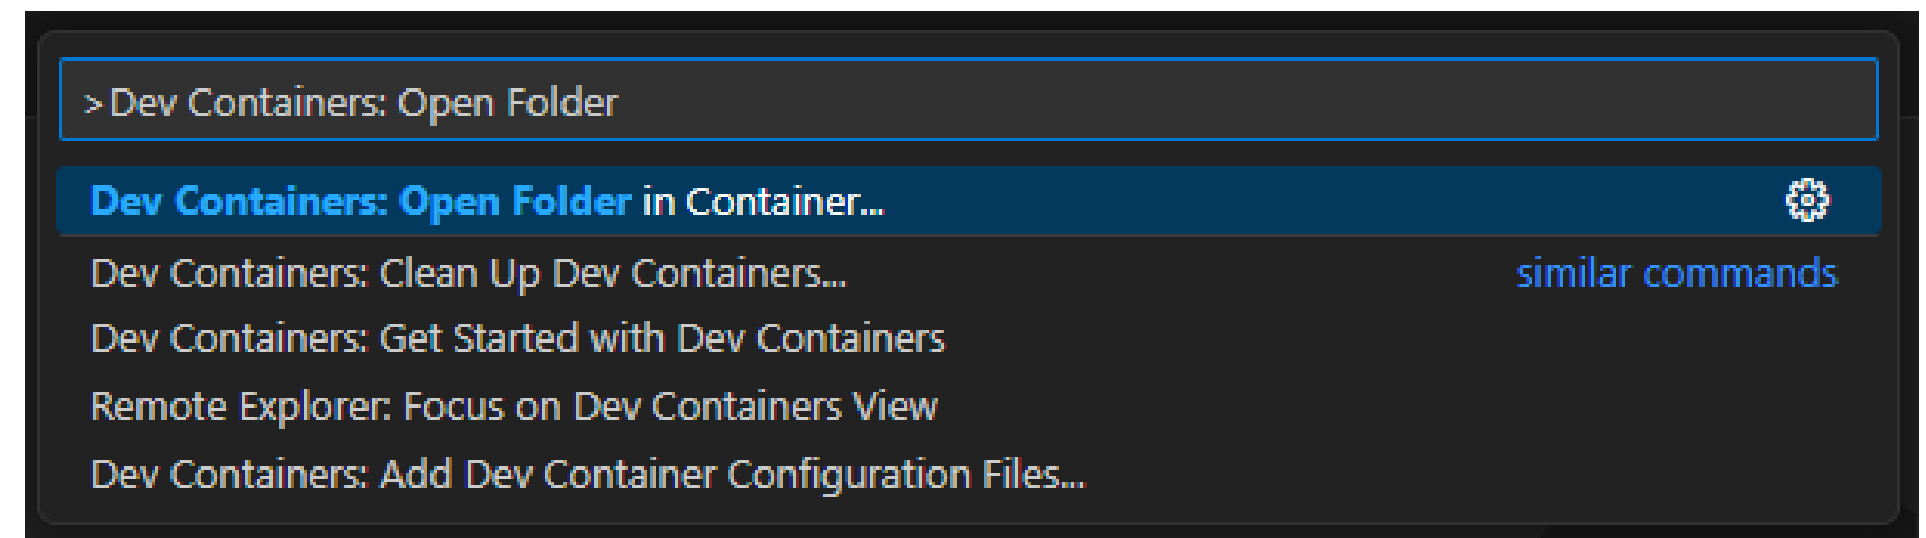 >Dev Containers: Open Folder
Dev Containers: Open Folder in Container...
Dev Containers: Clean Up Dev Containers... similar commands
Dev Containers: Get Started with Dev Containers
Remote Explorer: Focus on Dev Containers View
Dev Containers: Add Dev Container Configuration Files...